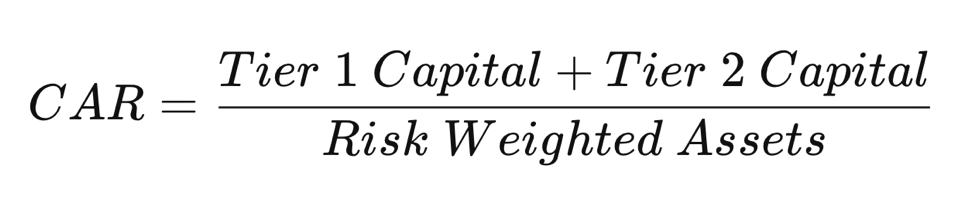 CAR = Tier 1 Capital + Tier 2 Capital
Risk Weighted Assets